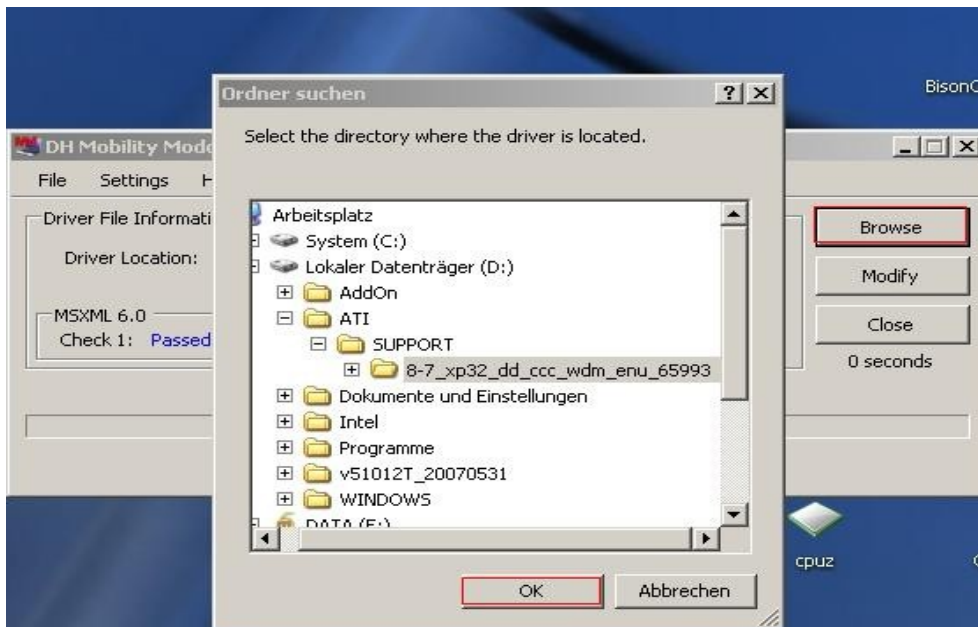 BisonC
DH Mobility Mod
File Settings H
Driver File Informati
Driver Location:
MSXML 6.0
Check 1: Passed
Browse
Modify
Close
0 seconds
Ordner suchen
Select the directory where the driver is located.
Arbeitsplatz
System (C:)
Lokaler Datenträger (D:)
AddOn
ATI
SUPPORT
8-7_xp32_dd_ccc_wdm_enu_65993
Dokumente und Einstellungen
Intel
Programme
v51012T_20070531
WINDOWS
DATA (E:)
OK Abbrechen
cpuz